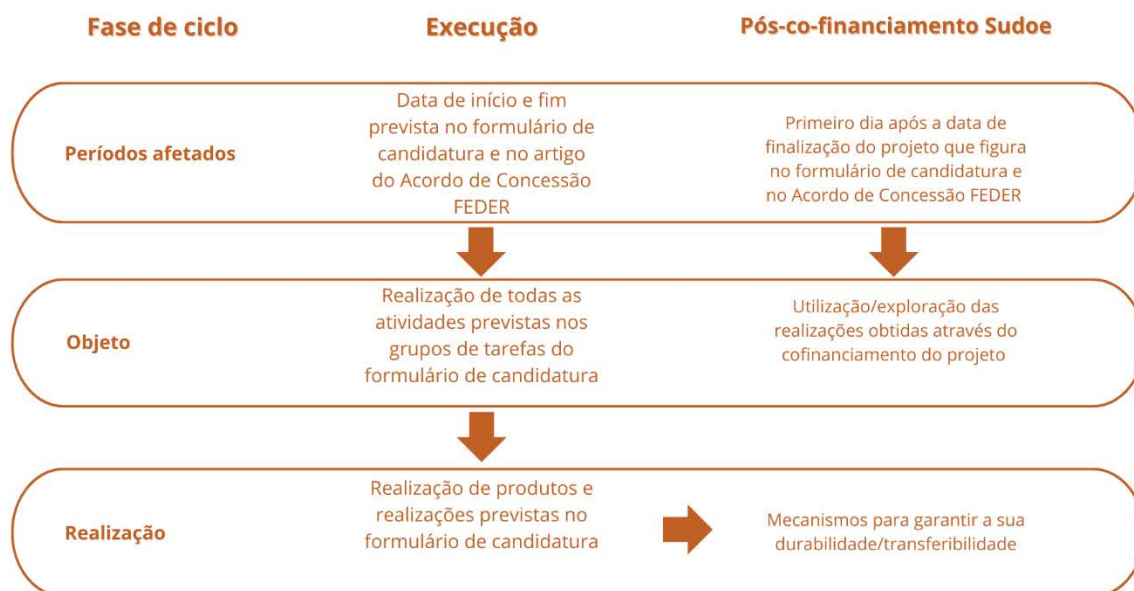 Fase de ciclo
Execução
Pós-co-financiamento Sudoe
Períodos afetados
Data de início e fim
prevista no formulário de
candidatura e no artigo
do Acordo de Concessão
FEDER
Primeiro dia após a data de
finalização do projeto que figura
no formulário de candidatura e
no Acordo de Concessão FEDER
Objeto
Realização de todas as
atividades previstas nos
grupos de tarefas do
formulário de candidatura
Utilização/exploração das
realizações obtidas através do
cofinanciamento do projeto
Realização
Realização de produtos e
realizações previstas no
formulário de candidatura
Mecanismos para garantir a sua
durabilidade/transferibilidade